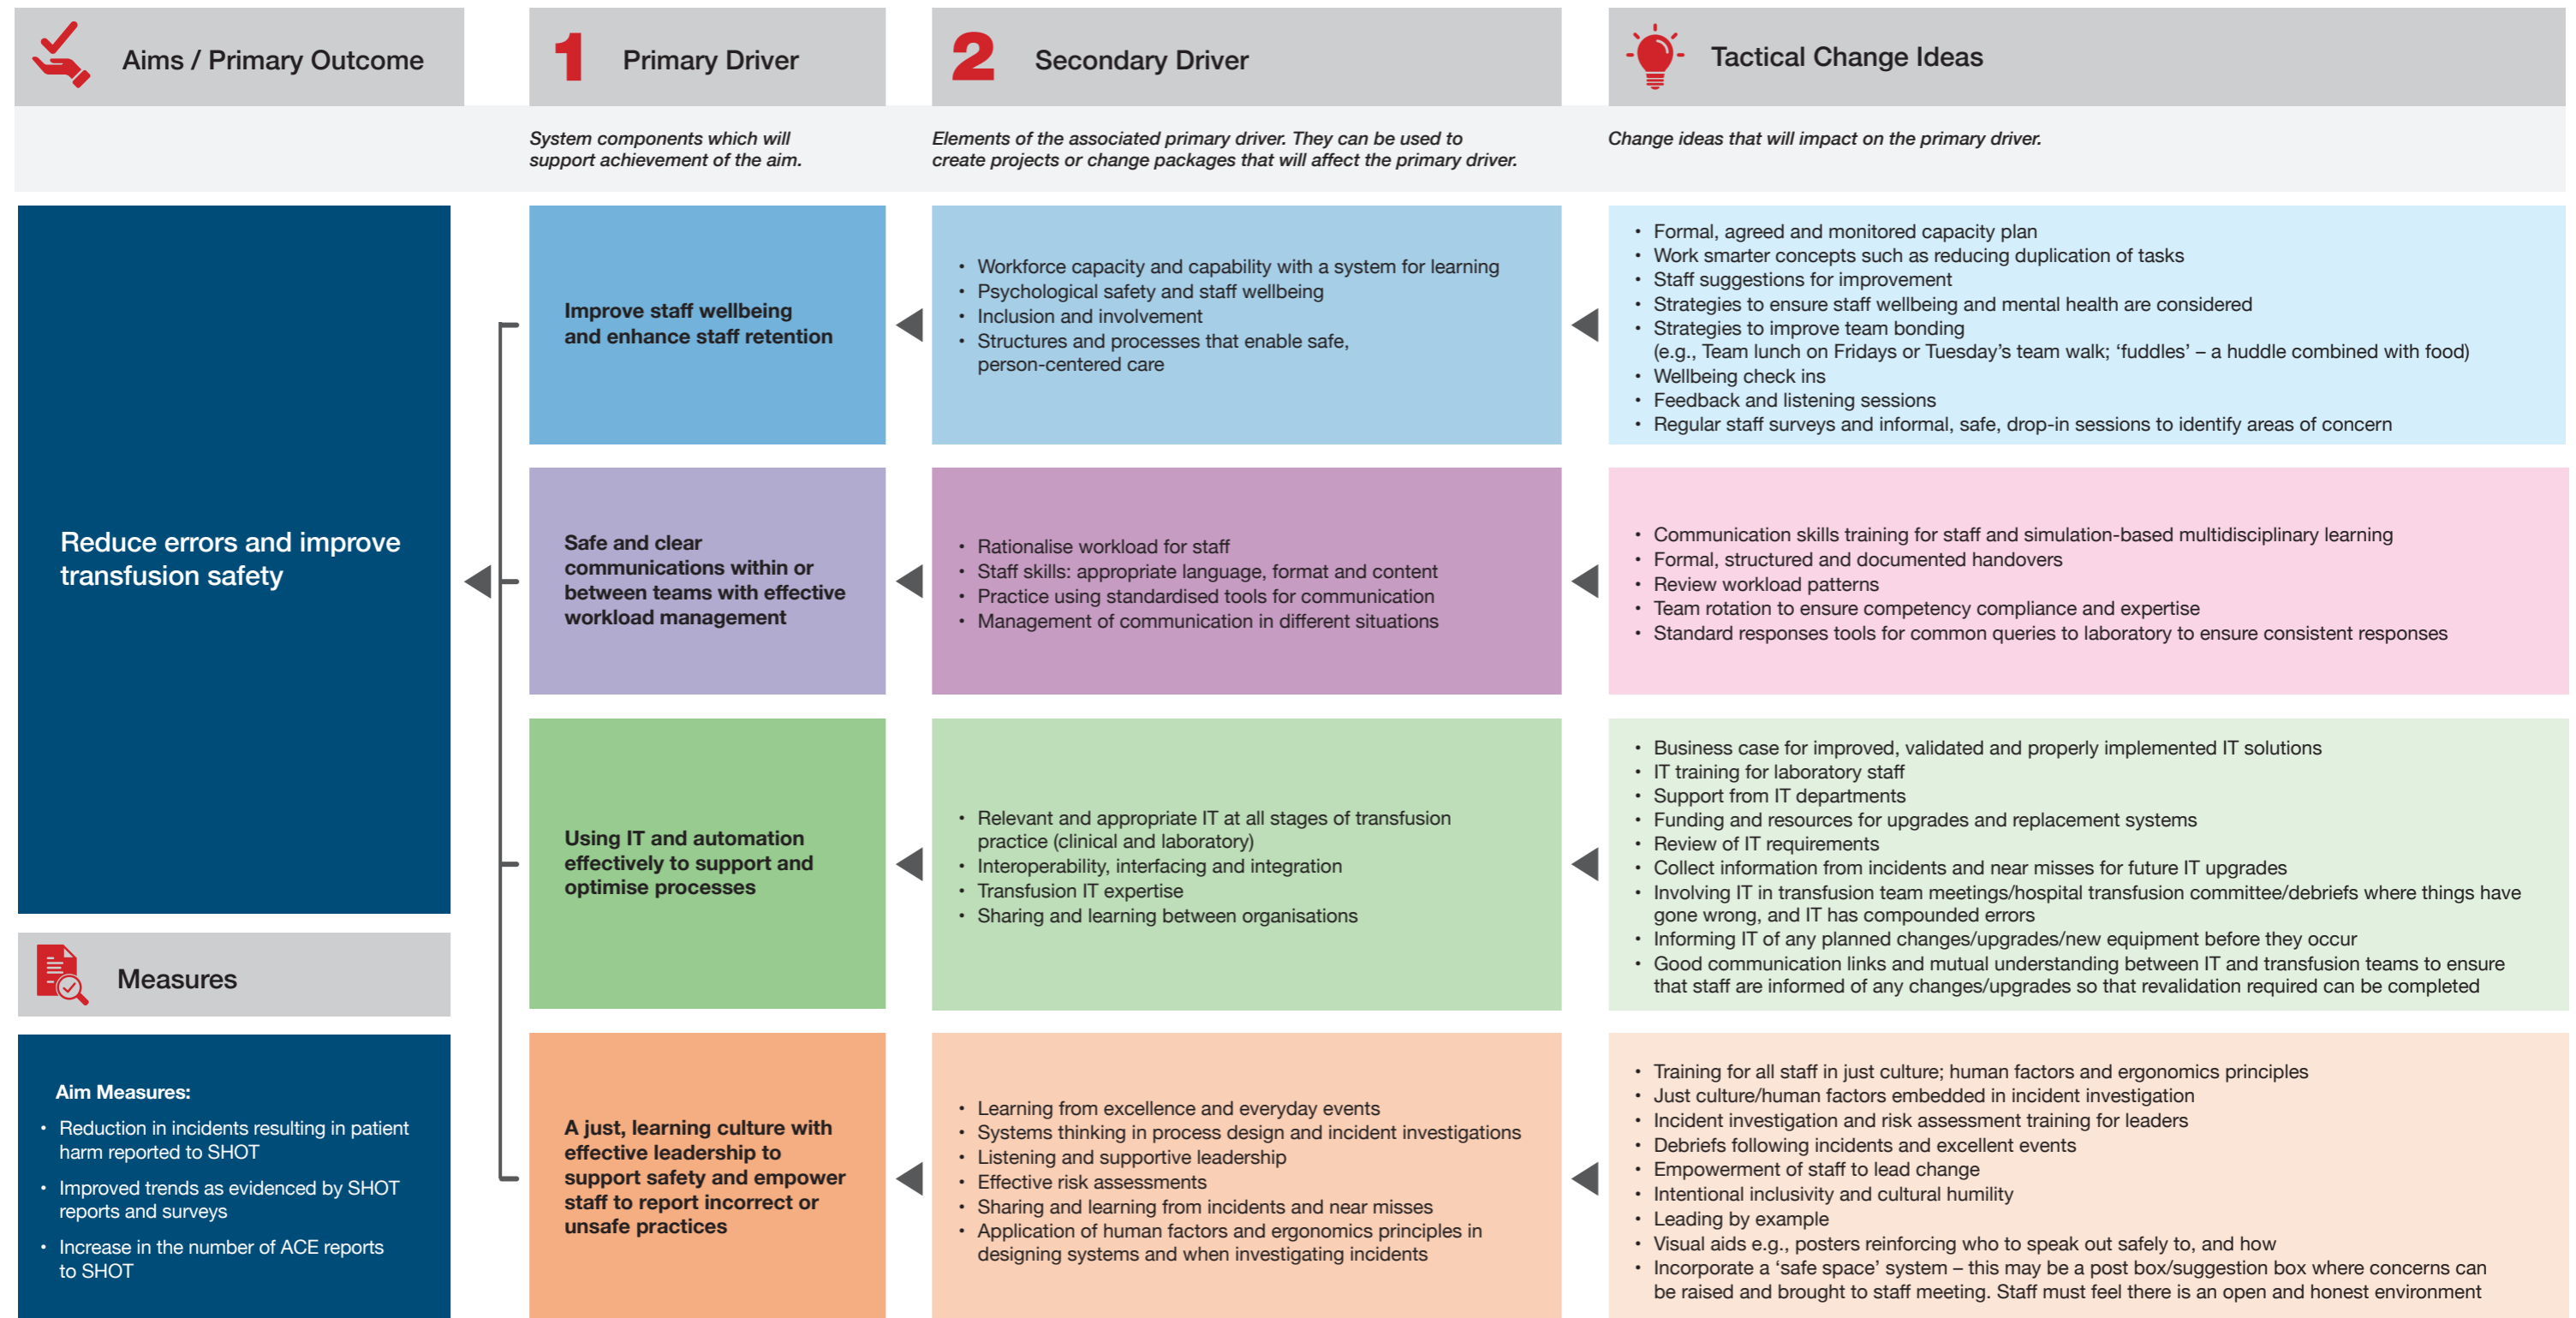 Aims / Primary Outcome
1 Primary Driver
2 Secondary Driver
Tactical Change Ideas
System components which will
support achievement of the aim.
Elements of the associated primary driver. They can be used to
create projects or change packages that will affect the primary driver.
Change ideas that will impact on the primary driver.
Reduce errors and improve
transfusion safety
Improve staff wellbeing
and enhance staff retention
• Workforce capacity and capability with a system for learning
• Psychological safety and staff wellbeing
• Inclusion and involvement
• Structures and processes that enable safe,
person-centered care
• Formal, agreed and monitored capacity plan
• Work smarter concepts such as reducing duplication of tasks
• Staff suggestions for improvement
• Strategies to ensure staff wellbeing and mental health are considered
• Strategies to improve team bonding
(e.g., Team lunch on Fridays or Tuesday’s team walk; ‘fuddles’ – a huddle combined with food)
• Wellbeing check ins
• Feedback and listening sessions
• Regular staff surveys and informal, safe, drop-in sessions to identify areas of concern
Safe and clear
communications within or
between teams with effective
workload management
• Rationalise workload for staff
• Staff skills: appropriate language, format and content
• Practice using standardised tools for communication
• Management of communication in different situations
• Communication skills training for staff and simulation-based multidisciplinary learning
• Formal, structured and documented handovers
• Review workload patterns
• Team rotation to ensure competency compliance and expertise
• Standard responses tools for common queries to laboratory to ensure consistent responses
Using IT and automation
effectively to support and
optimise processes
• Relevant and appropriate IT at all stages of transfusion
practice (clinical and laboratory)
• Interoperability, interfacing and integration
• Transfusion IT expertise
• Sharing and learning between organisations
• Business case for improved, validated and properly implemented IT solutions
• IT training for laboratory staff
• Support from IT departments
• Funding and resources for upgrades and replacement systems
• Review of IT requirements
• Collect information from incidents and near misses for future IT upgrades
• Involving IT in transfusion team meetings/hospital transfusion committee/debriefs where things have
gone wrong, and IT has compounded errors
• Informing IT of any planned changes/upgrades/new equipment before they occur
• Good communication links and mutual understanding between IT and transfusion teams to ensure
that staff are informed of any changes/upgrades so that revalidation required can be completed
Measures
Aim Measures:
• Reduction in incidents resulting in patient
harm reported to SHOT
• Improved trends as evidenced by SHOT
reports and surveys
• Increase in the number of ACE reports
to SHOT
A just, learning culture with
effective leadership to
support safety and empower
staff to report incorrect or
unsafe practices
• Learning from excellence and everyday events
• Systems thinking in process design and incident investigations
• Listening and supportive leadership
• Effective risk assessments
• Sharing and learning from incidents and near misses
• Application of human factors and ergonomics principles in
designing systems and when investigating incidents
• Training for all staff in just culture; human factors and ergonomics principles
• Just culture/human factors embedded in incident investigation
• Incident investigation and risk assessment training for leaders
• Debriefs following incidents and excellent events
• Empowerment of staff to lead change
• Intentional inclusivity and cultural humility
• Leading by example
• Visual aids e.g., posters reinforcing who to speak out safely to, and how
• Incorporate a ‘safe space’ system – this may be a post box/suggestion box where concerns can
be raised and brought to staff meeting. Staff must feel there is an open and honest environment